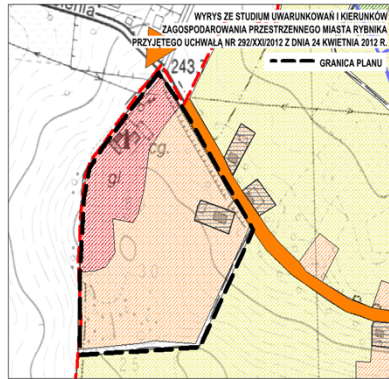 WYRYS ZE STUDIUM UWARUNKOWAŃ I KIERUNKÓW
ZAGOSPODAROWANIA PRZESTRZENNEGO MIASTA RYBNIKA
PRZYJĘTEGO UCHWAŁĄ NR 292/XXI/2012 Z DNIA 24 KWIETNIA 2012 R.
GRANICA PLANU
243
cg.
gl